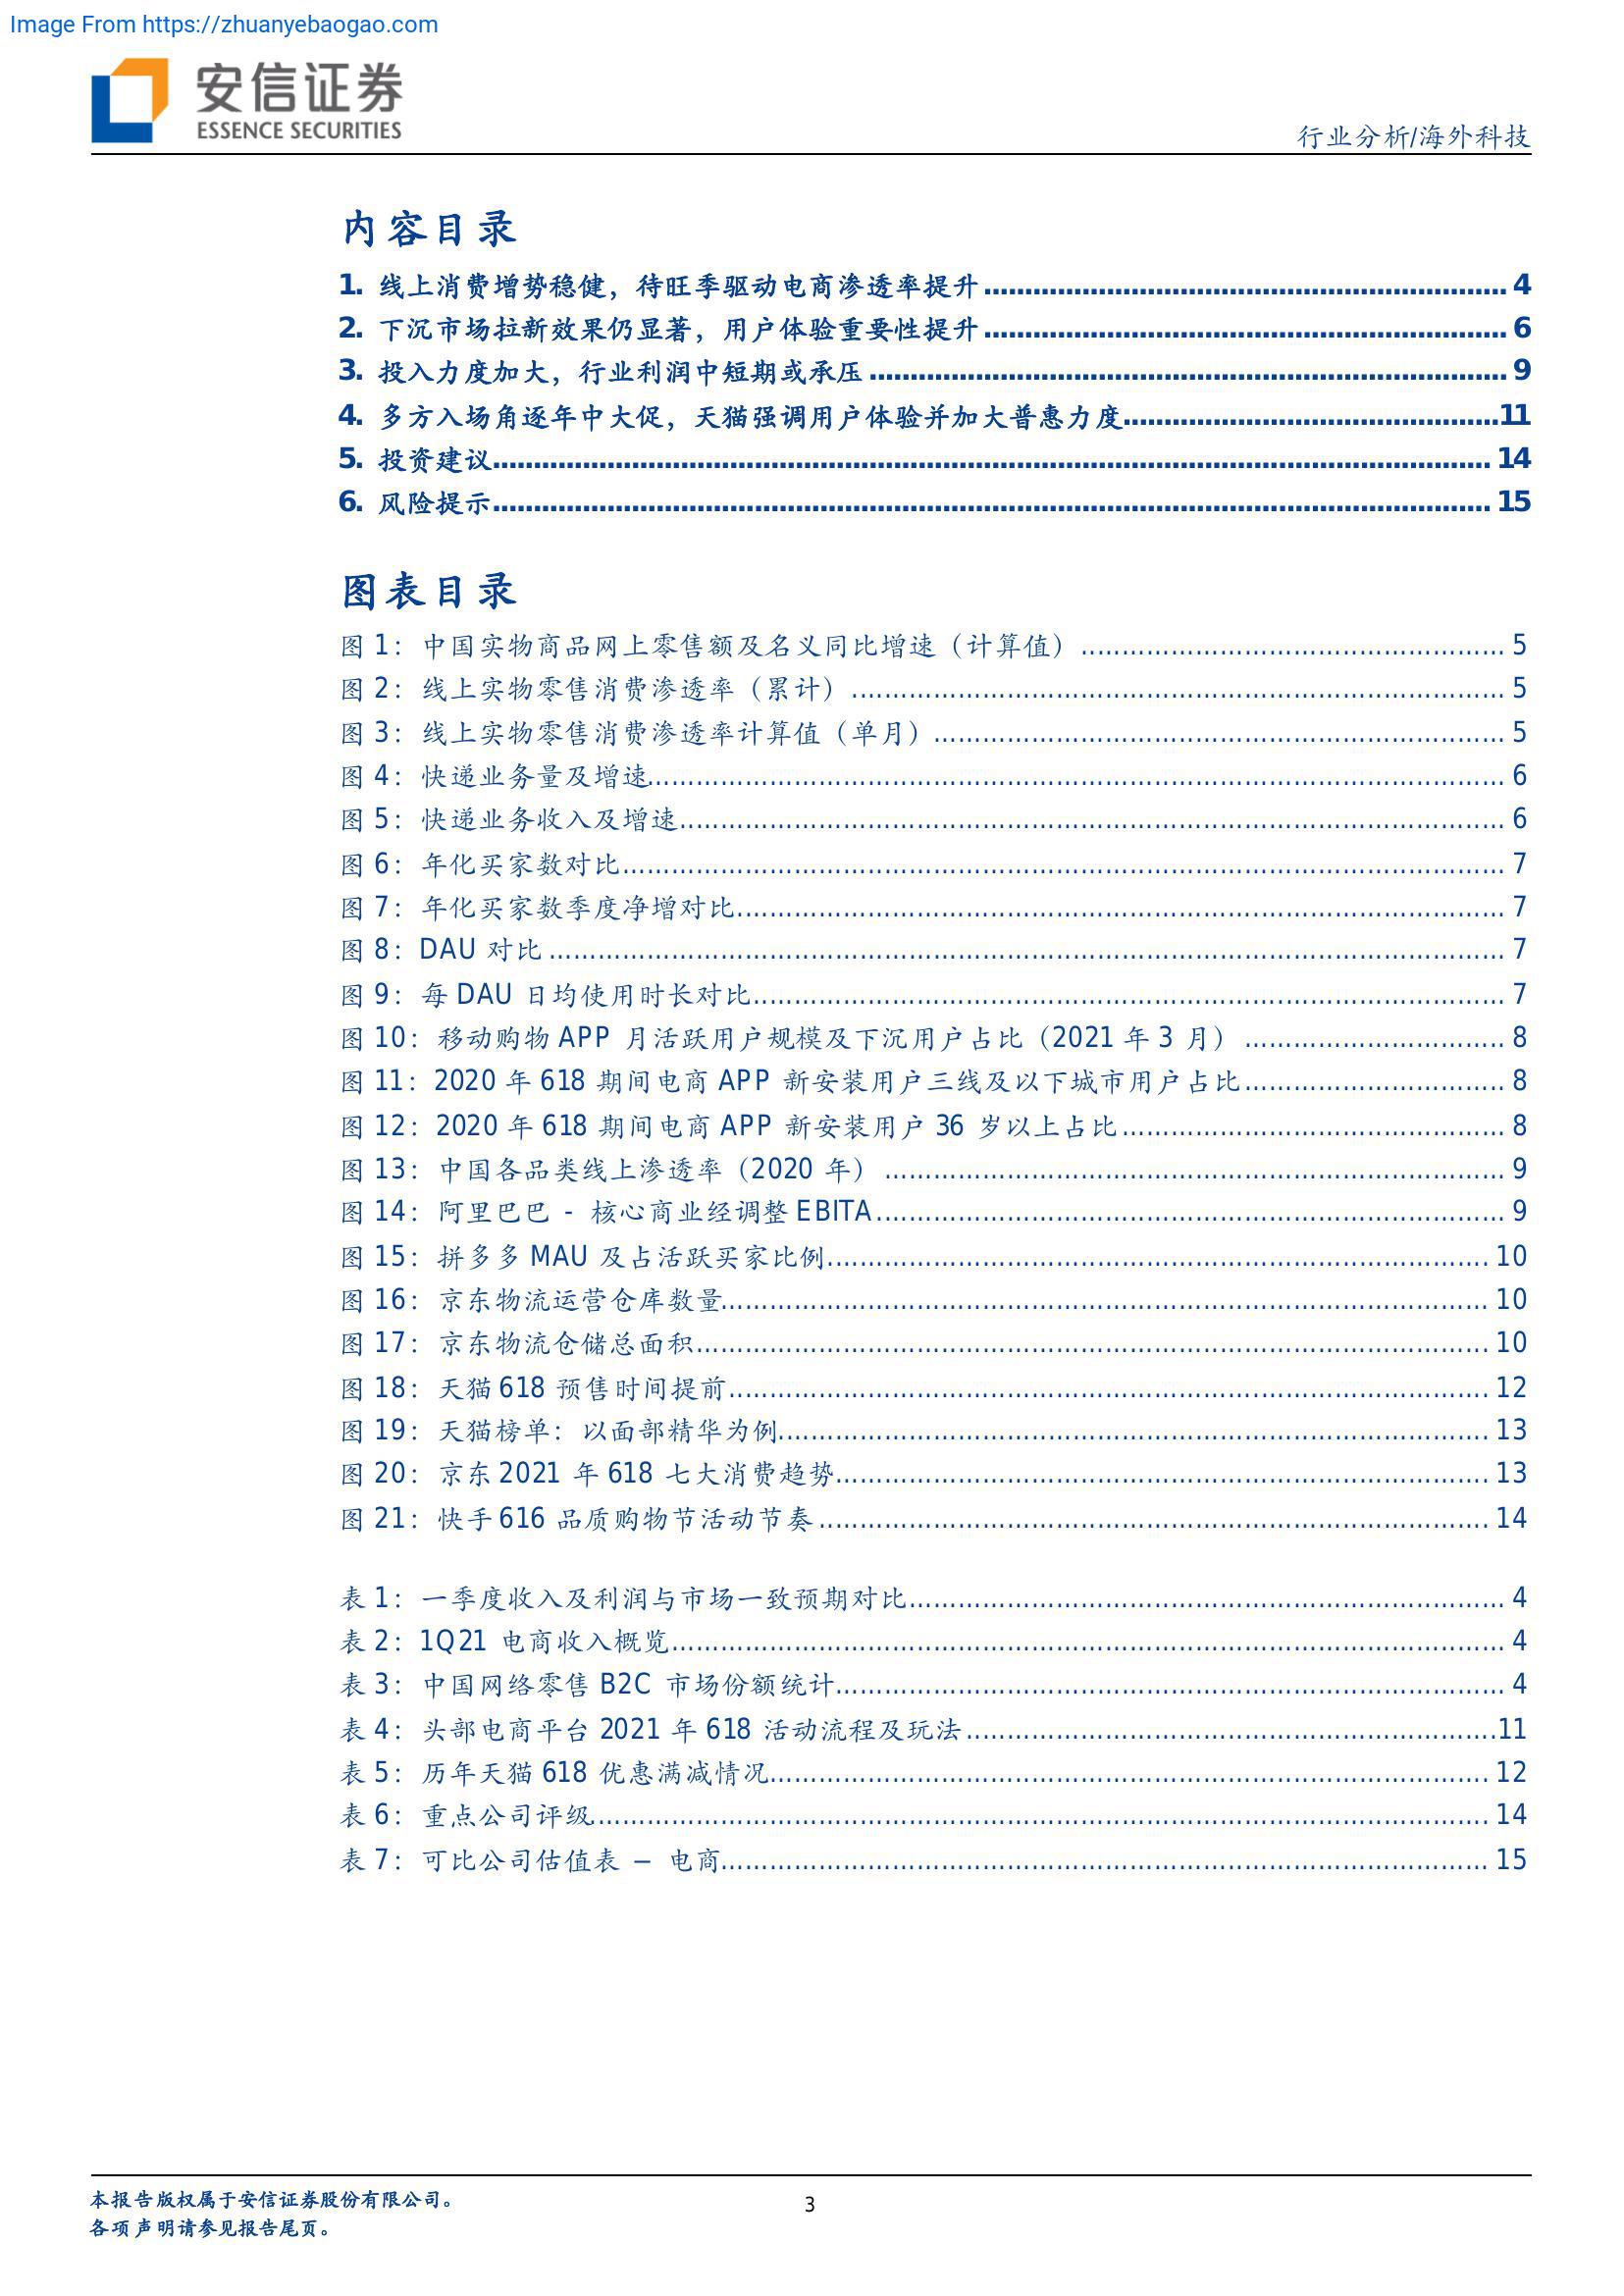 Image From https://zhuanyebaogao.com
安信证券
ESSENCE SECURITIES
行业分析/海外科技
内容目录
1. 线上消费增势稳健，待旺季驱动电商渗透率提升 4
2. 下沉市场拉新效果仍显著，用户体验重要性提升 6
3. 投入力度加大，行业利润中短期或承压 9
4. 多方入场角逐年中大促，天猫强调用户体验并加大普惠力度 11
5. 投资建议 14
6. 风险提示 15
图表目录
图 1：中国实物商品网上零售额及名义同比增速（计算值） 5
图 2：线上实物零售消费渗透率（累计） 5
图 3：线上实物零售消费渗透率计算值（单月） 5
图 4：快递业务量及增速 6
图 5：快递业务收入及增速 6
图 6：年化买家数对比 7
图 7：年化买家数季度净增对比 7
图 8：DAU 对比 7
图 9：每 DAU 日均使用时长对比 7
图 10：移动购物 APP 月活跃用户规模及下沉用户占比（2021 年 3 月） 8
图 11：2020 年 618 期间电商 APP 新安装用户三线及以下城市用户占比 8
图 12：2020 年 618 期间电商 APP 新安装用户 36 岁以上占比 8
图 13：中国各品类线上渗透率（2020 年） 9
图 14：阿里巴巴 - 核心商业经调整 EBITA 9
图 15：拼多多 MAU 及占活跃买家比例 10
图 16：京东物流运营仓库数量 10
图 17：京东物流仓储总面积 10
图 18：天猫 618 预售时间提前 12
图 19：天猫榜单：以面部精华为例 13
图 20：京东 2021 年 618 七大消费趋势 13
图 21：快手 616 品质购物节活动节奏 14
表 1：一季度收入及利润与市场一致预期对比 4
表 2：1Q21 电商收入概览 4
表 3：中国网络零售 B2C 市场份额统计 4
表 4：头部电商平台 2021 年 618 活动流程及玩法 11
表 5：历年天猫 618 优惠满减情况 12
表 6：重点公司评级 14
表 7：可比公司估值表 – 电商 15
本报告版权属于安信证券股份有限公司。
3
各项声明请参见报告尾页。